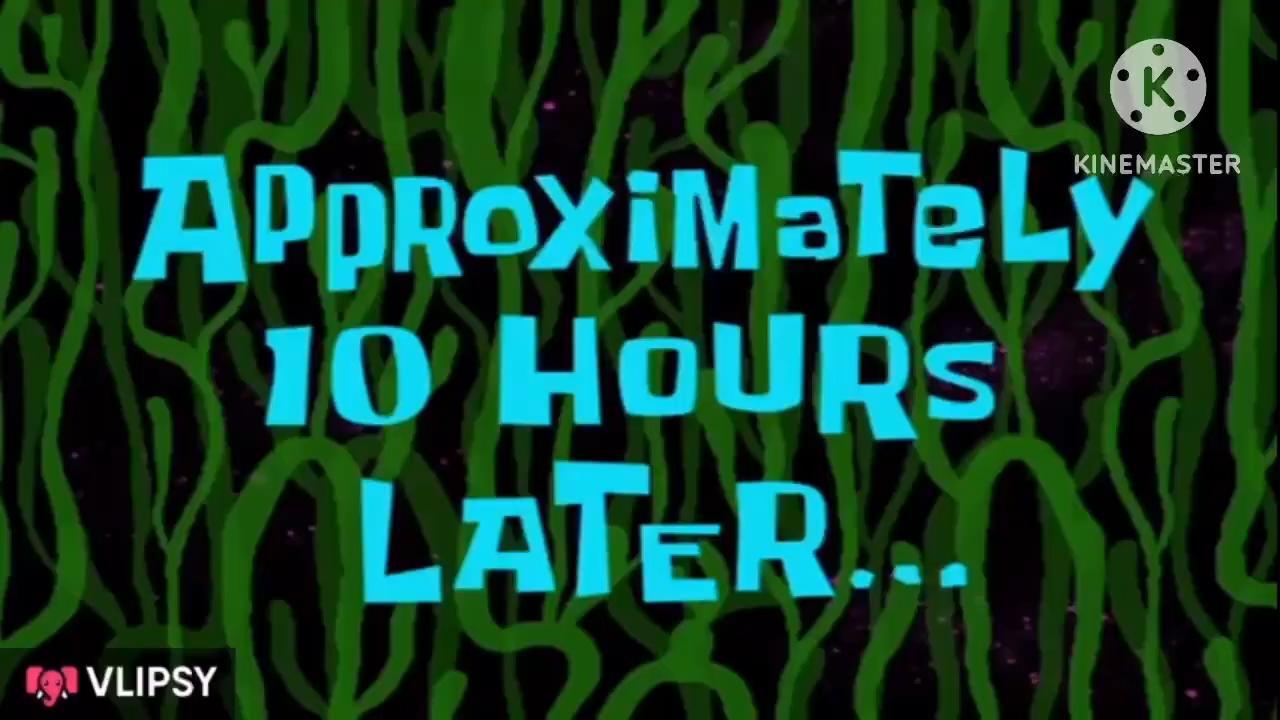 K
KINEMASTER
APPROXiMaTeLy
10 HoURS
LATER...
VLIPSY